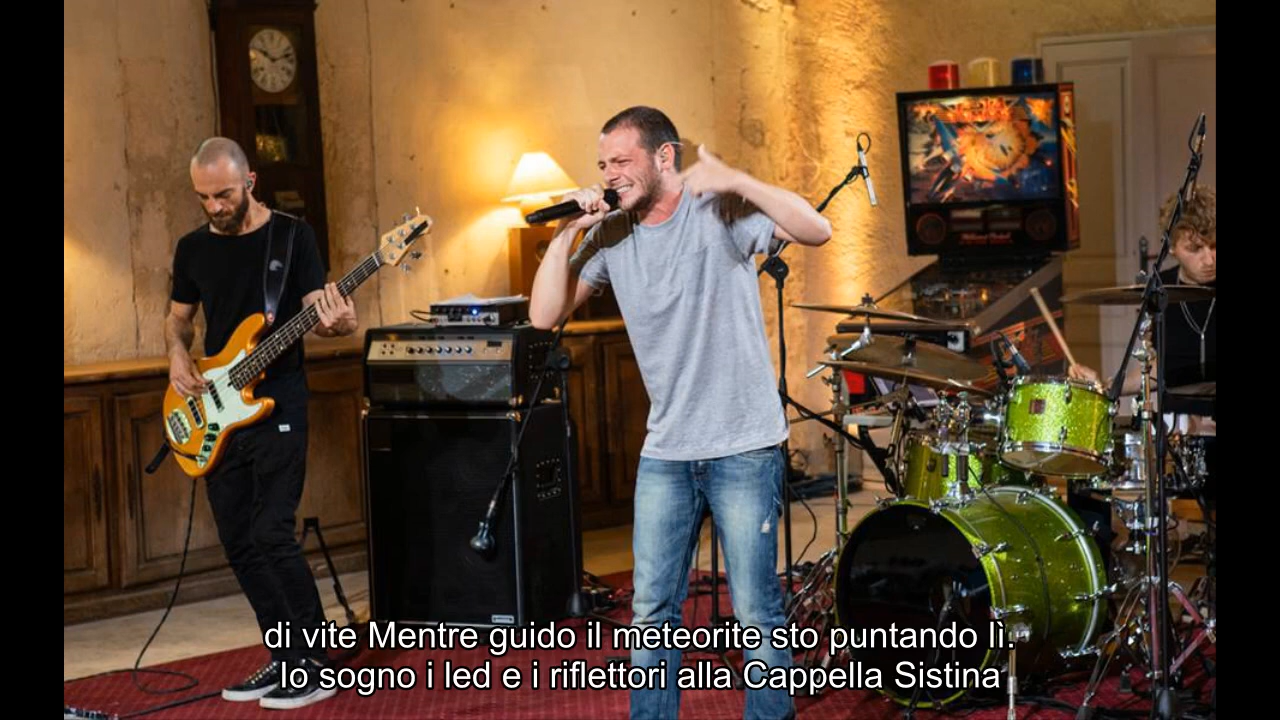 di vite Mentre guido il meteorite sto puntando lì.
Io sogno i led e i riflettori alla Cappella Sistina